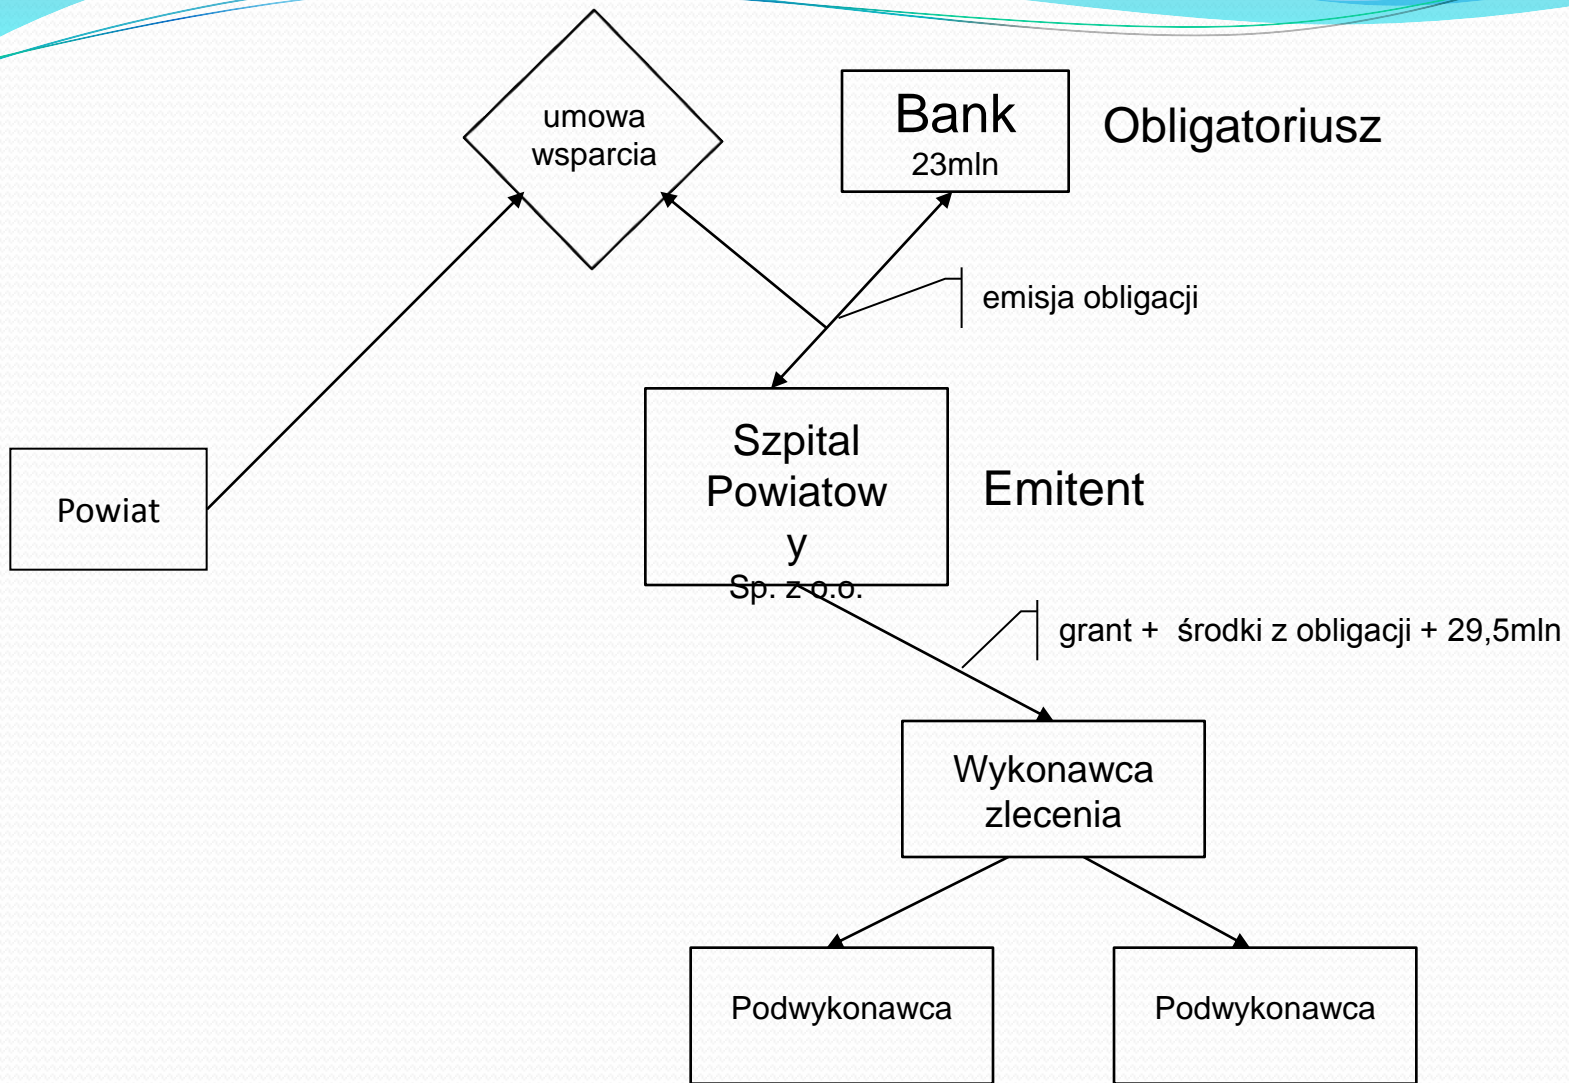 umowa
wsparcia
Bank
23mln
Obligatoriusz
emisja obligacji
Szpital
Powiatow
y
Sp. z o.o.
Emitent
Powiat
grant +  środki z obligacji + 29,5mln
Wykonawca
zlecenia
Podwykonawca
Podwykonawca